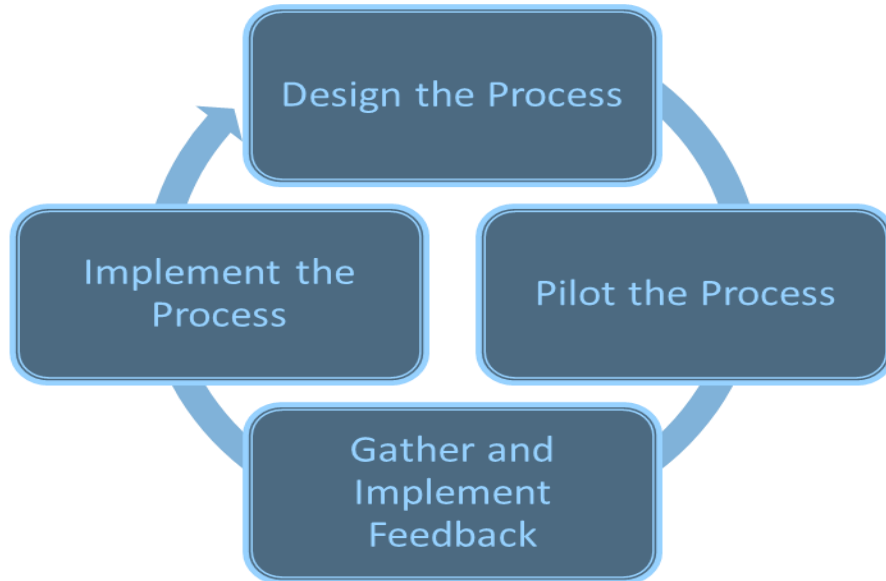 Design the Process
Pilot the Process
Gather and
Implement
Feedback
Implement the
Process